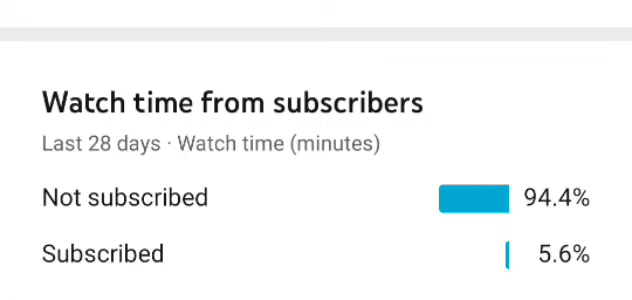 Watch time from subscribers
Last 28 days · Watch time (minutes)
Not subscribed 94.4%
Subscribed 5.6%